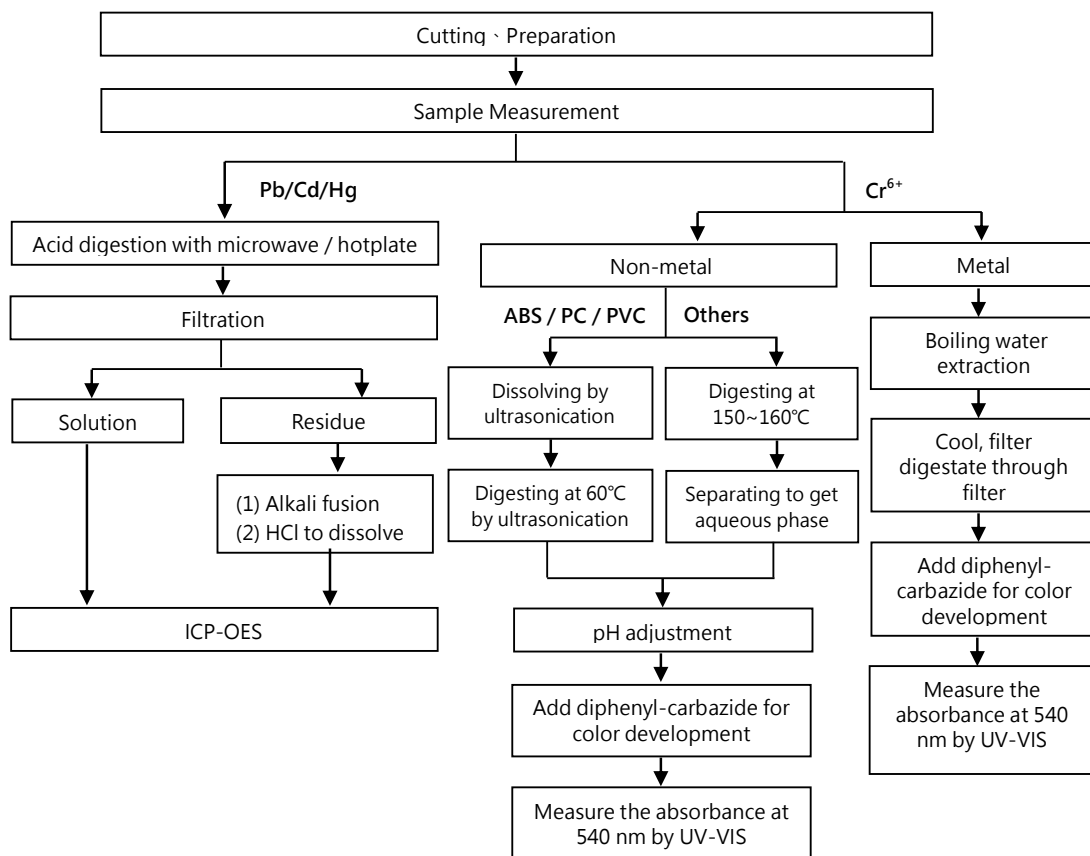 Cutting、Preparation
Sample Measurement
Pb/Cd/Hg
Cr⁶⁺
Acid digestion with microwave / hotplate
Non-metal
Metal
Filtration
ABS / PC / PVC
Others
Boiling water
extraction
Solution
Residue
Dissolving by
ultrasonication
Digesting at
150~160℃
Cool, filter
digestate through
filter
(1) Alkali fusion
(2) HCl to dissolve
Digesting at 60℃
by ultrasonication
Separating to get
aqueous phase
Add diphenyl-
carbazide for color
development
ICP-OES
pH adjustment
Measure the
absorbance at 540
nm by UV-VIS
Add diphenyl-carbazide for
color development
Measure the absorbance at
540 nm by UV-VIS